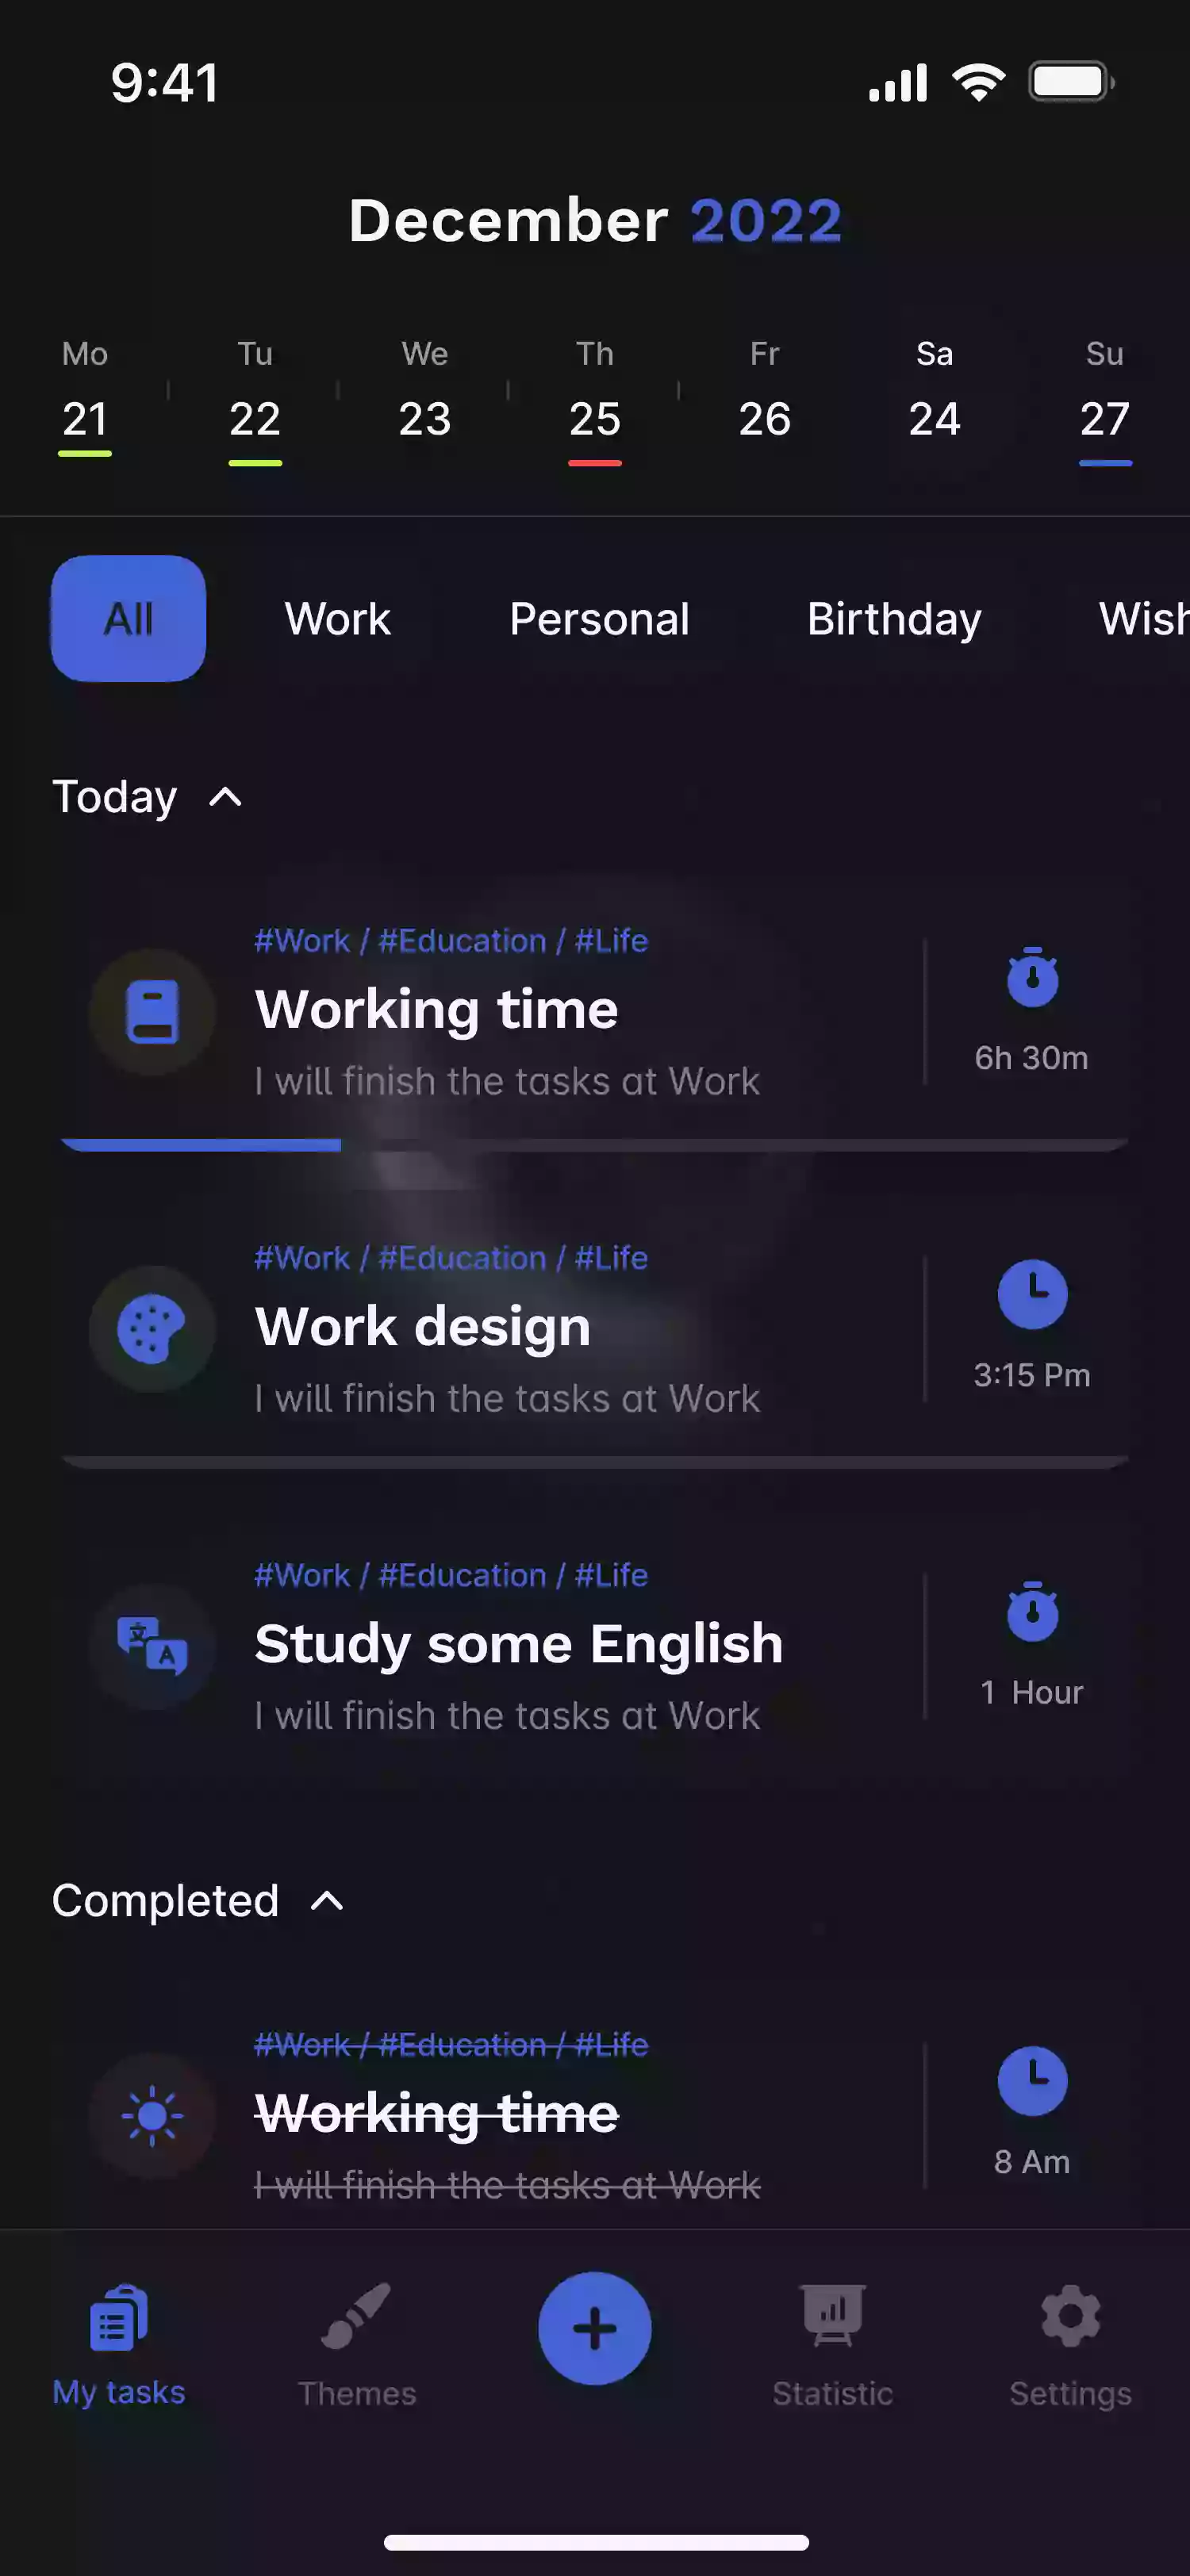 9:41
December 2022
Mo Tu We Th Fr Sa Su
21 22 23 25 26 24 27
All Work Personal Birthday Wish
Today
#Work / #Education / #Life
Working time
I will finish the tasks at Work
6h 30m
#Work / #Education / #Life
Work design
I will finish the tasks at Work
3:15 Pm
文 A
#Work / #Education / #Life
Study some English
I will finish the tasks at Work
1 Hour
Completed
#Work / #Education / #Life
Working time
I will finish the tasks at Work
8 Am
My tasks Themes Statistic Settings